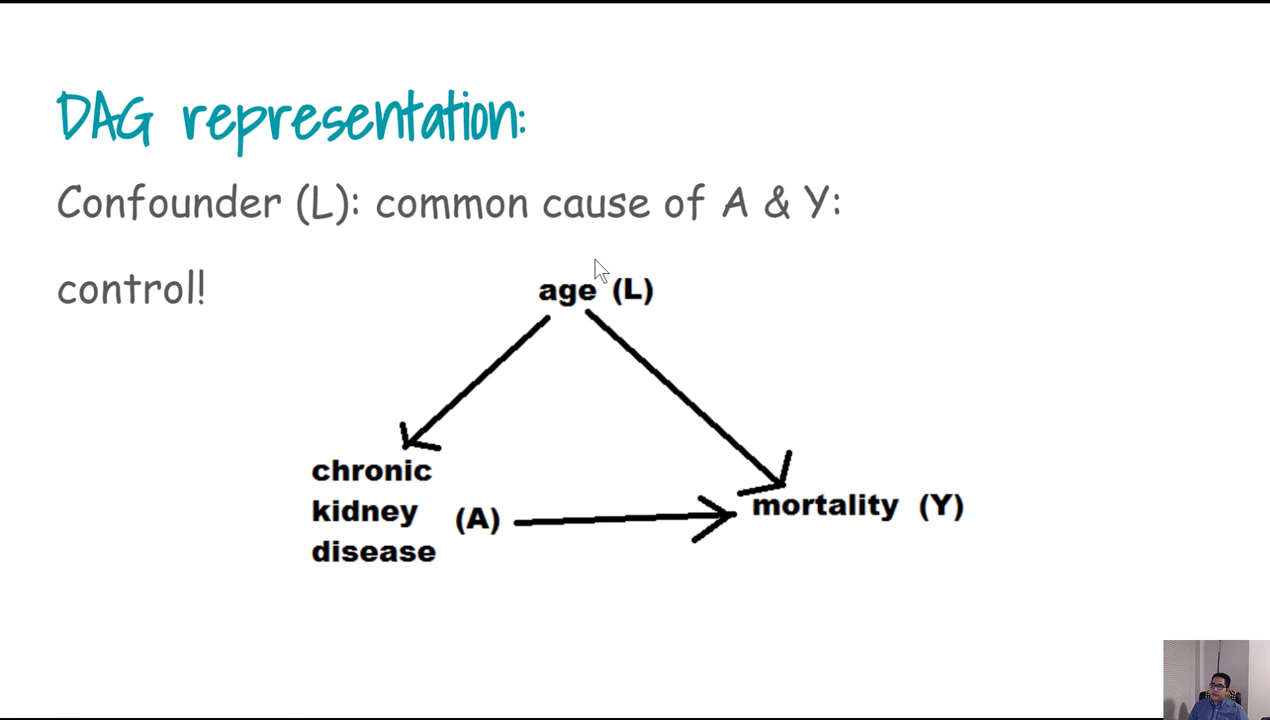 DAG representation:
Confounder (L): common cause of A & Y:
control!
age (L)
chronic
kidney (A)
disease
mortality (Y)